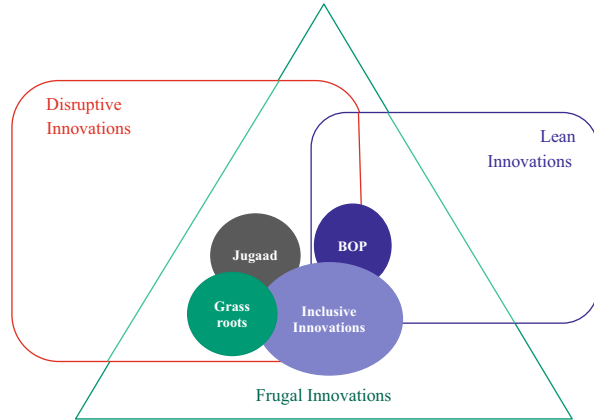 Disruptive
Innovations
Lean
Innovations
Jugaad
BOP
Grass
roots
Inclusive
Innovations
Frugal Innovations